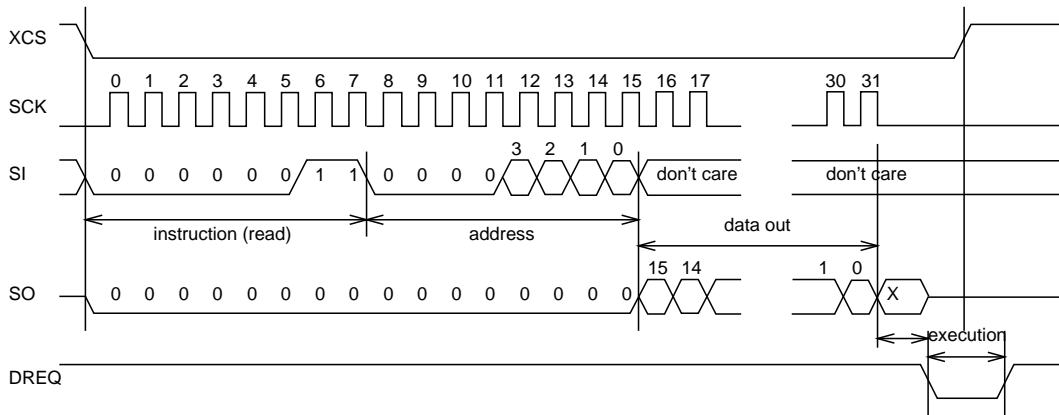 XCS
0 1 2 3 4 5 6 7 8 9 10 11 12 13 14 15 16 17 30 31
SCK
3 2 1 0
SI 0 0 0 0 0 0 1 1 0 0 0 0 don't care don't care
instruction (read) address data out
15 14 1 0
SO 0 0 0 0 0 0 0 0 0 0 0 0 0 0 0 0 X
execution
DREQ